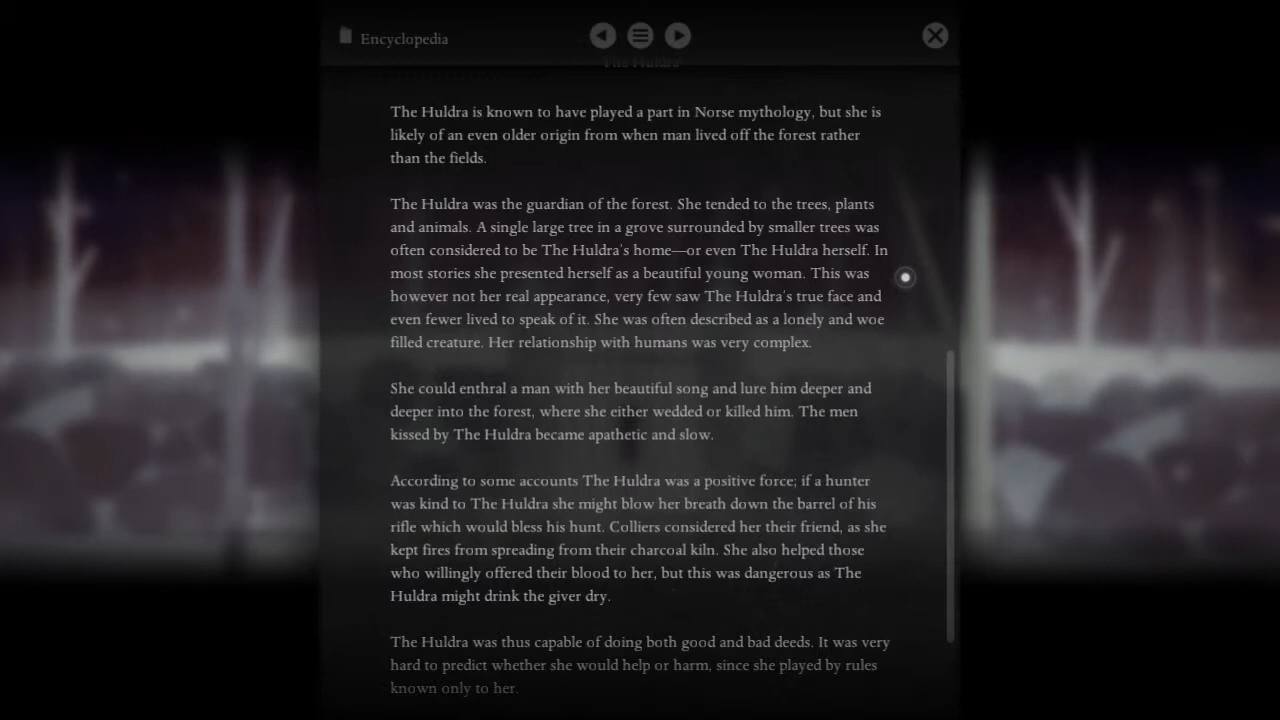 Encyclopedia
The Huldra
The Huldra is known to have played a part in Norse mythology, but she is
likely of an even older origin from when man lived off the forest rather
than the fields.
The Huldra was the guardian of the forest. She tended to the trees, plants
and animals. A single large tree in a grove surrounded by smaller trees was
often considered to be The Huldra's home—or even The Huldra herself. In
most stories she presented herself as a beautiful young woman. This was
however not her real appearance, very few saw The Huldra's true face and
even fewer lived to speak of it. She was often described as a lonely and woe
filled creature. Her relationship with humans was very complex.
She could enthral a man with her beautiful song and lure him deeper and
deeper into the forest, where she either wedded or killed him. The men
kissed by The Huldra became apathetic and slow.
According to some accounts The Huldra was a positive force; if a hunter
was kind to The Huldra she might blow her breath down the barrel of his
rifle which would bless his hunt. Colliers considered her their friend, as she
kept fires from spreading from their charcoal kiln. She also helped those
who willingly offered their blood to her, but this was dangerous as The
Huldra might drink the giver dry.
The Huldra was thus capable of doing both good and bad deeds. It was very
hard to predict whether she would help or harm, since she played by rules
known only to her.